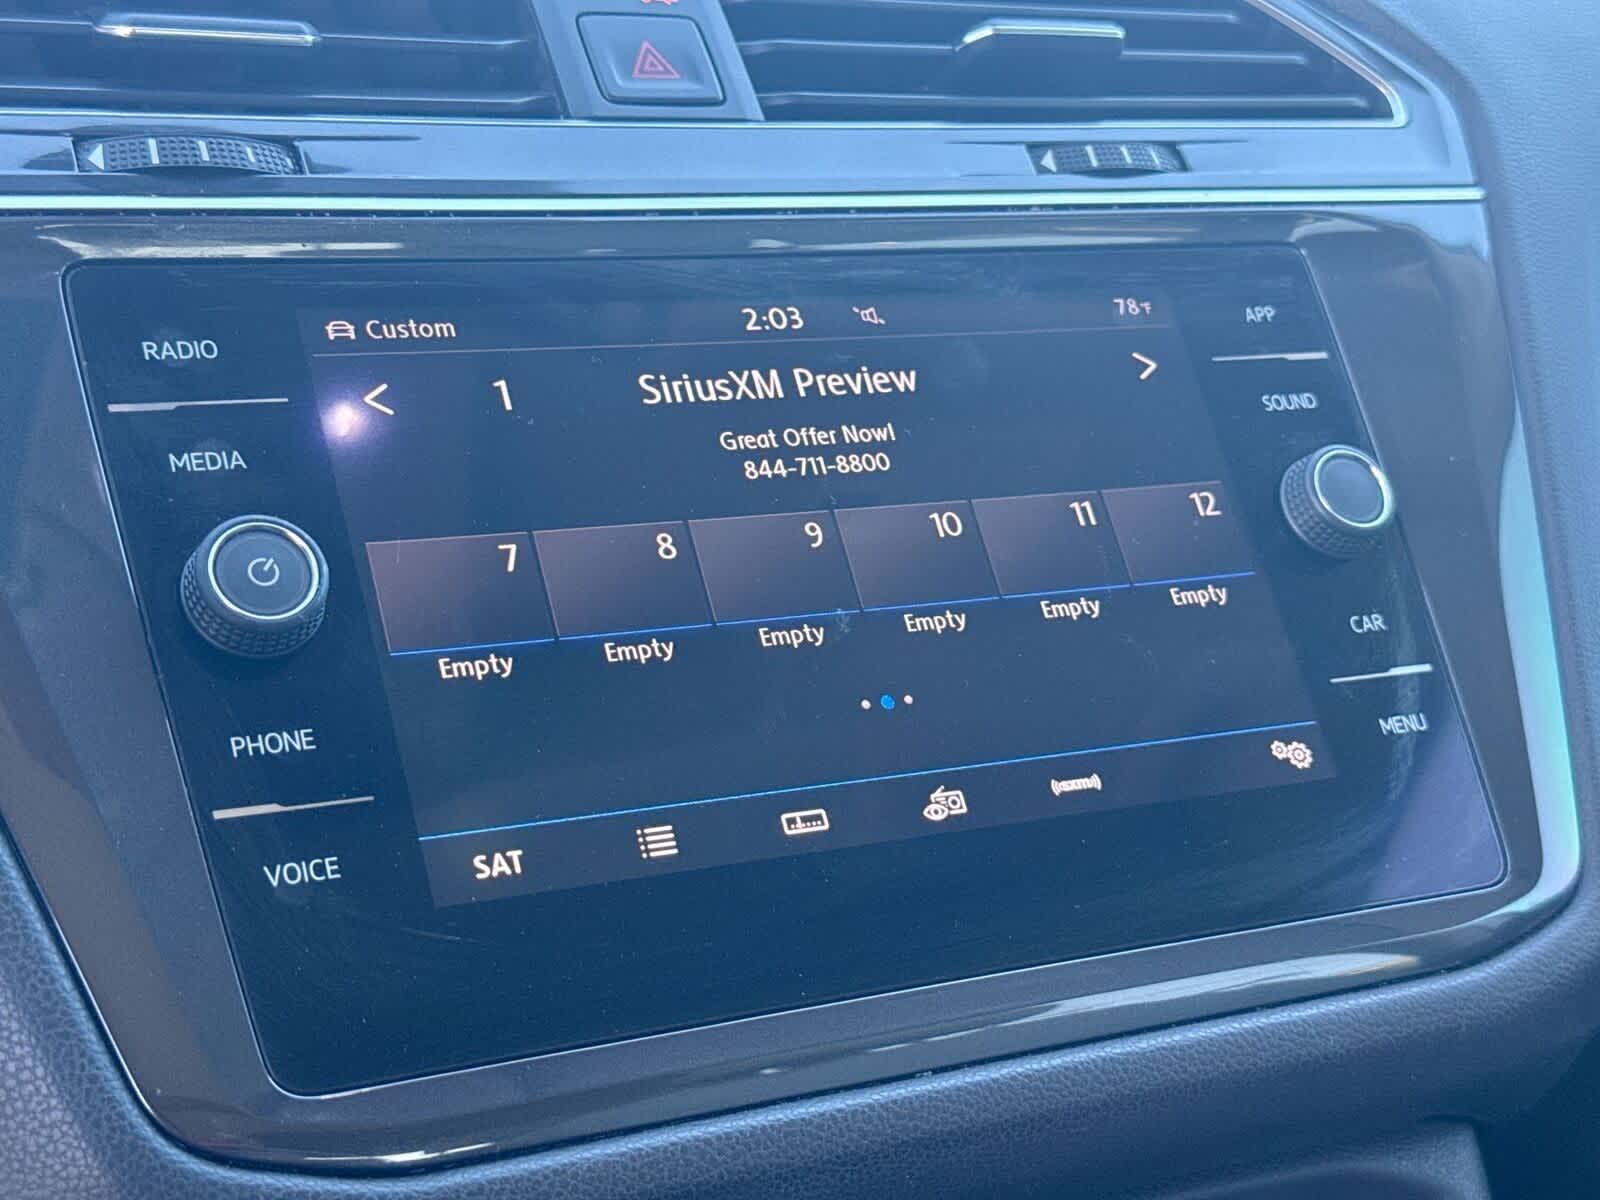 RADIO
MEDIA
PHONE
VOICE
Custom
2:03
78°F
1
SiriusXM Preview
Great Offer Now!
844-711-8800
7
8
9
10
11
12
Empty
Empty
Empty
Empty
Empty
Empty
SAT
((SXM))
APP
SOUND
CAR
MENU